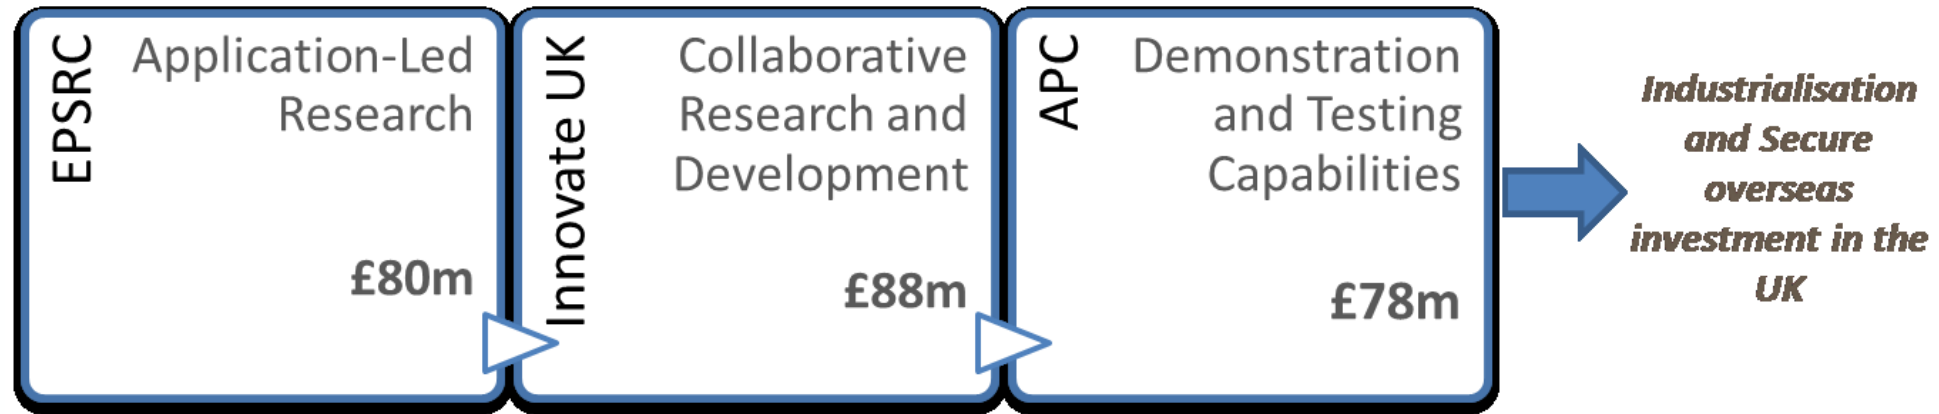 EPSRC
Application-Led
Research
£80m
Innovate UK
Collaborative
Research and
Development
£88m
APC
Demonstration
and Testing
Capabilities
£78m
Industrialisation
and Secure
overseas
investment in the
UK